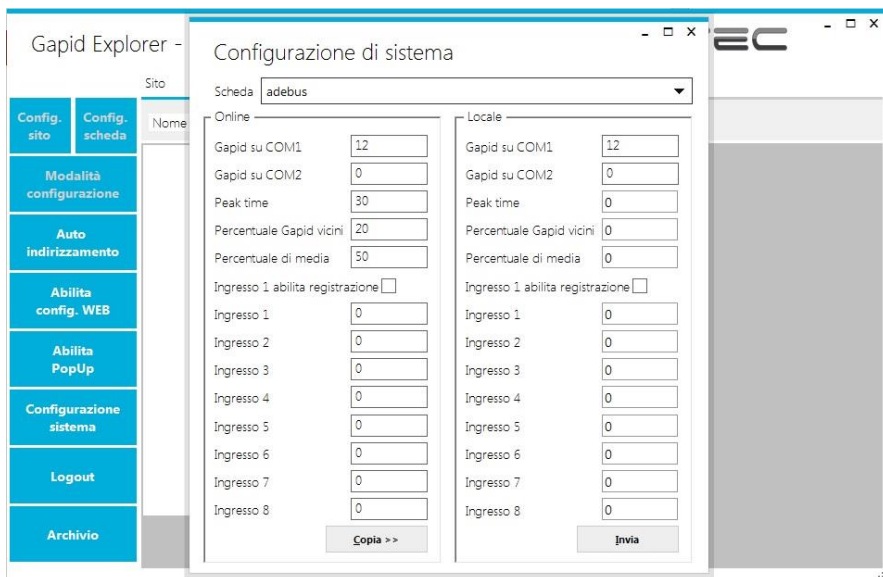 Gapid Explorer -
Sito
Config. sito
Config. scheda
Modalità
configurazione
Auto
indirizzamento
Abilita
config. WEB
Abilita
PopUp
Configurazione
sistema
Logout
Archivio
Nome
Configurazione di sistema
Scheda adebus
Online
Gapid su COM1 12
Gapid su COM2 0
Peak time 30
Percentuale Gapid vicini 20
Percentuale di media 50
Ingresso 1 abilita registrazione
Ingresso 1 0
Ingresso 2 0
Ingresso 3 0
Ingresso 4 0
Ingresso 5 0
Ingresso 6 0
Ingresso 7 0
Ingresso 8 0
Copia >>
Locale
Gapid su COM1 12
Gapid su COM2 0
Peak time 0
Percentuale Gapid vicini 0
Percentuale di media 0
Ingresso 1 abilita registrazione
Ingresso 1 0
Ingresso 2 0
Ingresso 3 0
Ingresso 4 0
Ingresso 5 0
Ingresso 6 0
Ingresso 7 0
Ingresso 8 0
Invia